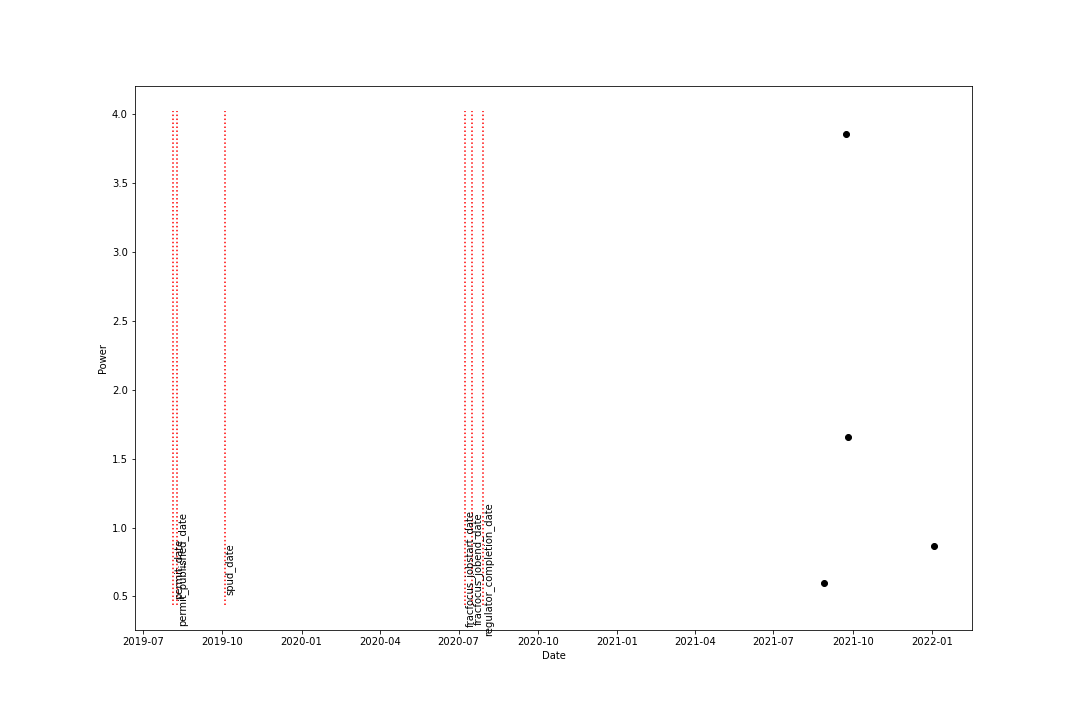 4.0
3.5
3.0
2.5
2.0
1.5
1.0
0.5
Power
permit_date
permit_published_date
spud_date
fracfocus_jobstart_date
fracfocus_jobend_date
regulator_completion_date
2019-07
2019-10
2020-01
2020-04
2020-07
2020-10
2021-01
2021-04
2021-07
2021-10
2022-01
Date